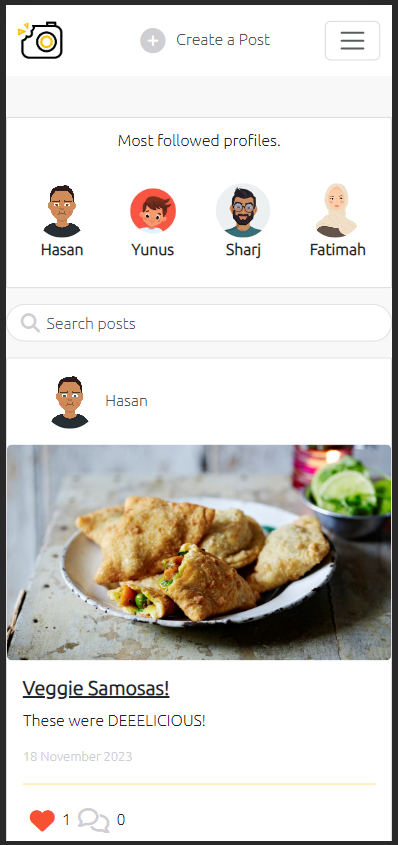 Create a Post
Most followed profiles.
Hasan Yunus Sharj Fatimah
Search posts
Hasan
Veggie Samosas!
These were DEEELICIOUS!
18 November 2023
1 0